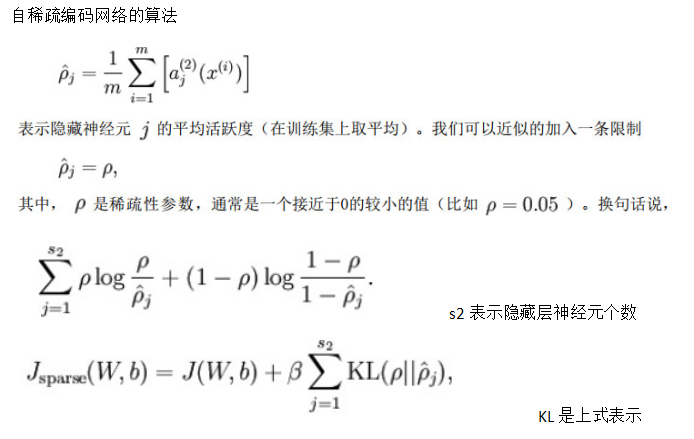 自稀疏编码网络的算法
\hat{\rho}_j = \frac{1}{m} \sum_{i=1}^{m} \left[ a_j^{(2)}(x^{(i)}) \right]
表示隐藏神经元 j 的平均活跃度（在训练集上取平均）。我们可以近似的加入一条限制
\hat{\rho}_j = \rho,
其中， ρ 是稀疏性参数，通常是一个接近于0的较小的值（比如 ρ = 0.05 ）。换句话说，
\sum_{j=1}^{s_2} \rho \log \frac{\rho}{\hat{\rho}_j} + (1-\rho) \log \frac{1-\rho}{1-\hat{\rho}_j}.
s2 表示隐藏层神经元个数
J_{\text{sparse}}(W, b) = J(W, b) + \beta \sum_{j=1}^{s_2} \text{KL}(\rho||\hat{\rho}_j),
KL 是上式表示